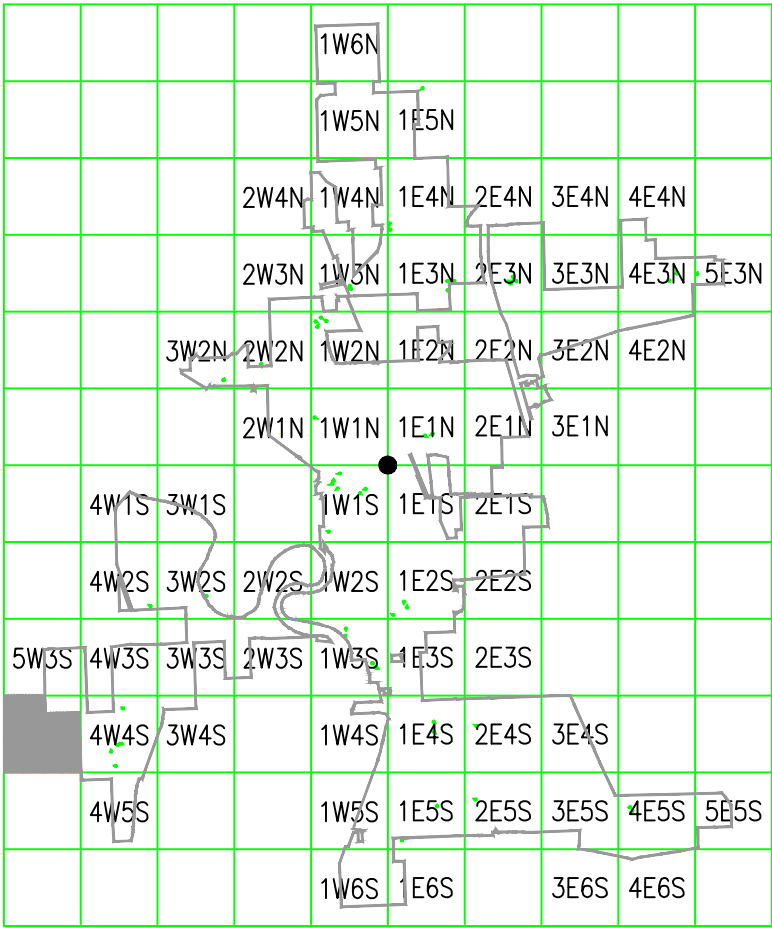 1W6N
1W5N 1E5N
2W4N 1W4N 1E4N 2E4N 3E4N 4E4N
2W3N 1W3N 1E3N 2E3N 3E3N 4E3N 5E3N
3W2N 2W2N 1W2N 1E2N 2E2N 3E2N 4E2N
2W1N 1W1N 1E1N 2E1N 3E1N
4W1S 3W1S 1W1S 1E1S 2E1S
4W2S 3W2S 2W2S 1W2S 1E2S 2E2S
5W3S 4W3S 3W3S 2W3S 1W3S 1E3S 2E3S
4W4S 3W4S 1W4S 1E4S 2E4S 3E4S
4W5S 1W5S 1E5S 2E5S 3E5S 4E5S 5E5S
1W6S 1E6S 3E6S 4E6S